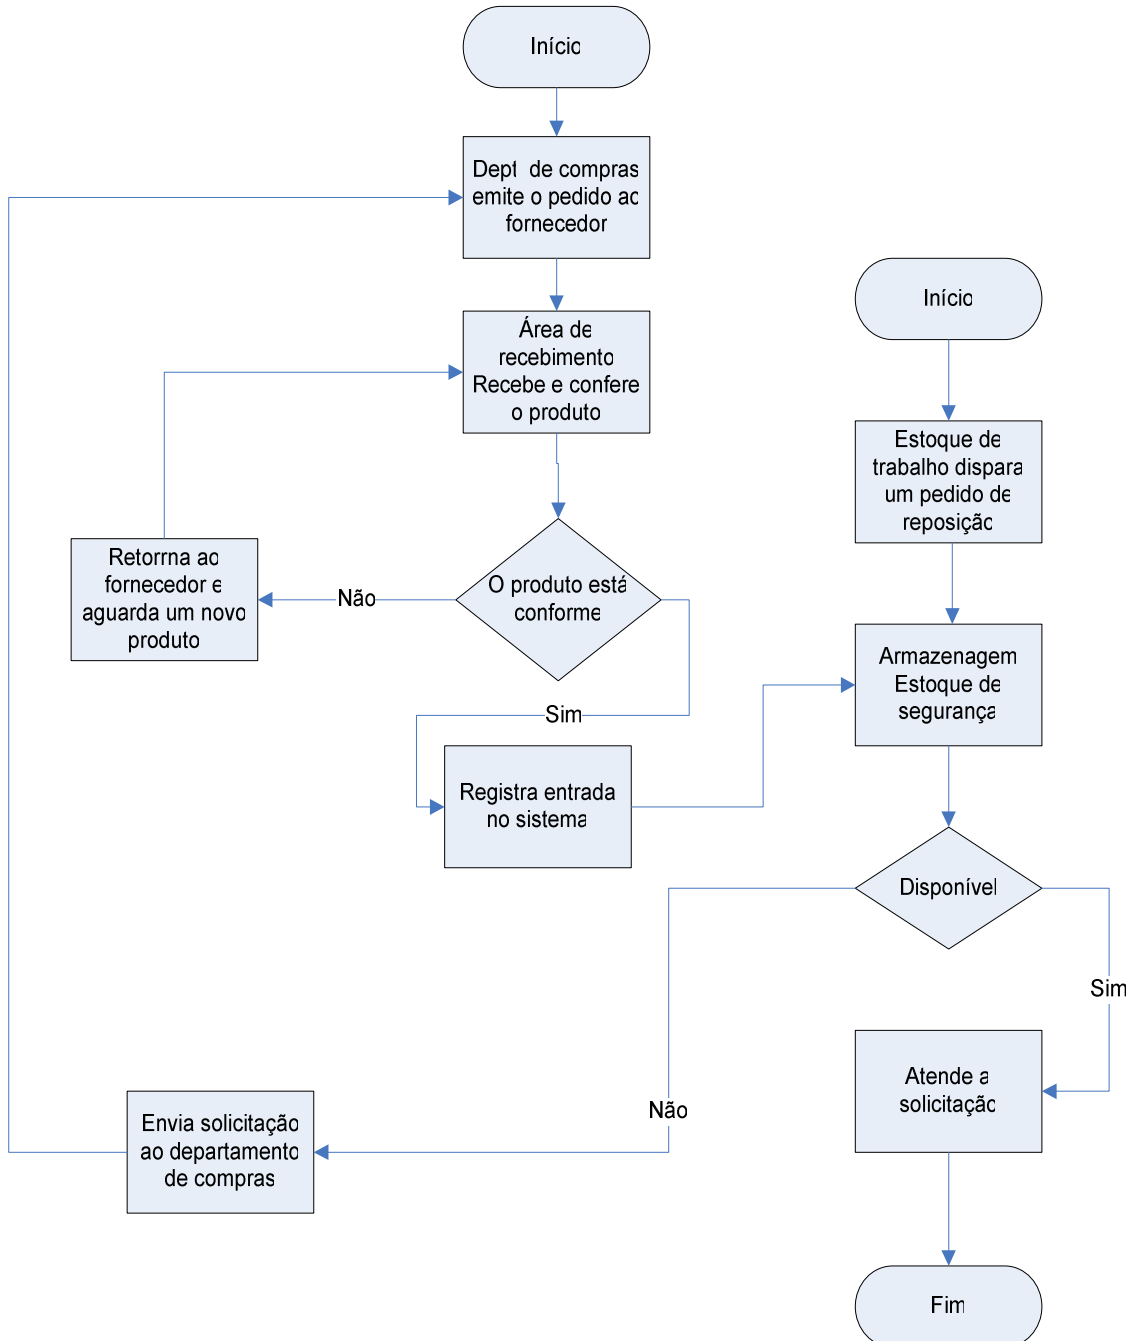 Início
Dept de compras
emite o pedido ao
fornecedor
Início
Área de
recebimento
Recebe e confere
o produto
Estoque de
trabalho dispara
um pedido de
reposição
Retorrna ao
fornecedor e
aguarda um novo
produto
Não
O produto está
conforme
Armazenagem
Estoque de
segurança
Sim
Registra entrada
no sistema
Disponível
Sim
Atende a
solicitação
Não
Envia solicitação
ao departamento
de compras
Fim